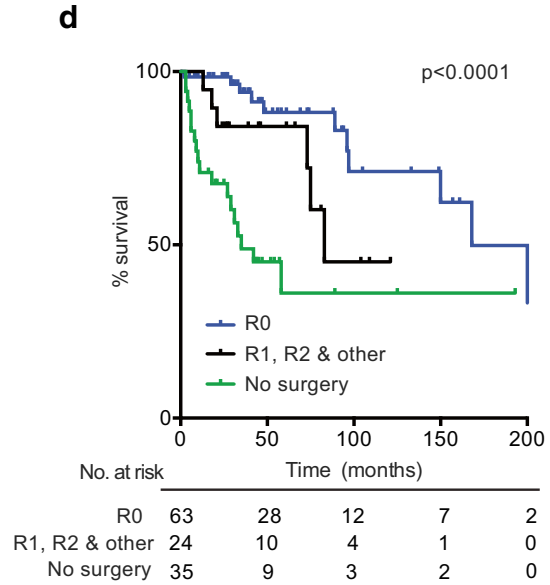 d
100
p<0.0001
% survival
50
R0
R1, R2 & other
No surgery
0
0 50 100 150 200
No. at risk Time (months)
R0 63 28 12 7 2
R1, R2 & other 24 10 4 1 0
No surgery 35 9 3 2 0